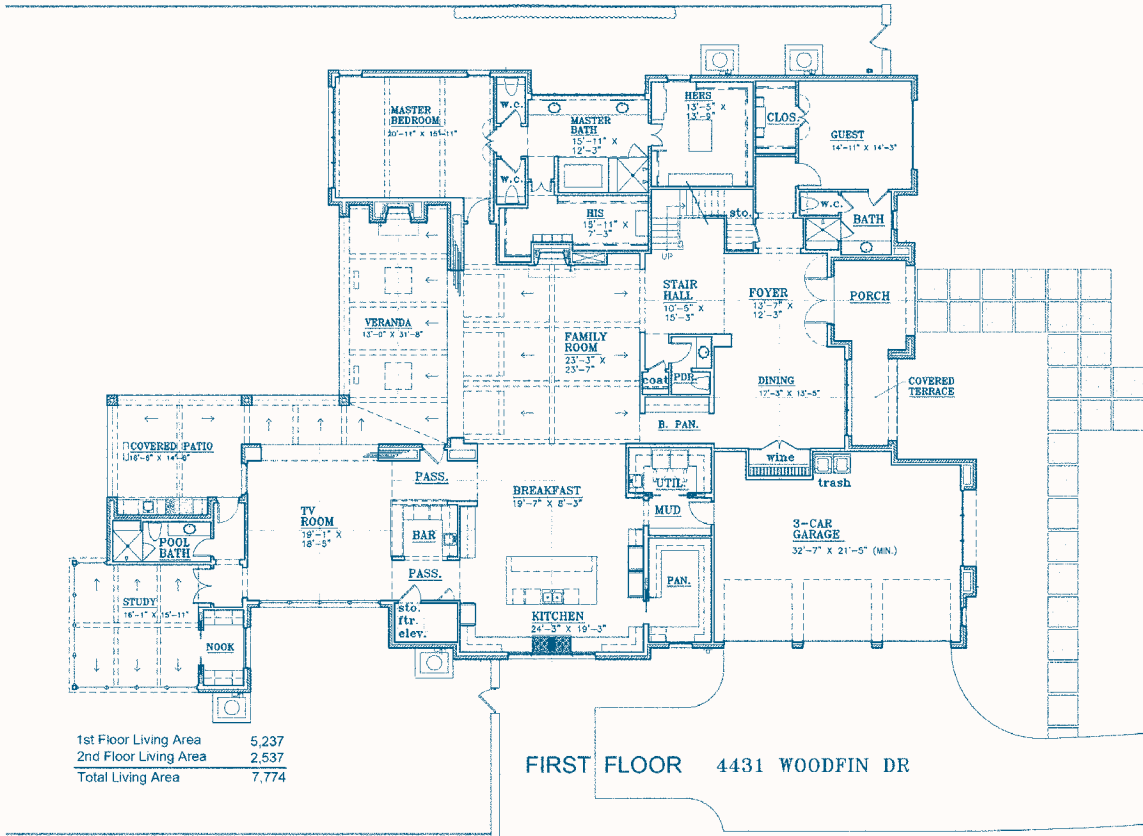 HERS
13'-5" X
13'-9"
CLOS.
GUEST
14'-11" X 14'-3"
MASTER
BEDROOM
20'-11" X 15'-11"
W.C.
MASTER
BATH
15'-11" X
12'-3"
W.C.
HIS
15'-11" X
7'-3"
sto.
W.C.
BATH
UP
STAIR
HALL
10'-5" X
15'-3"
FOYER
13'-7" X
12'-3"
PORCH
VERANDA
13'-0" X 31'-8"
FAMILY
ROOM
23'-3" X
23'-7"
coat
PDR.
DINING
17'-3" X 13'-5"
COVERED
TERRACE
B. PAN.
COVERED PATIO
16'-6" X 14'-6"
PASS.
wine
trash
UTIL.
MUD
BREAKFAST
19'-7" X 8'-3"
TV
ROOM
19'-1" X
18'-5"
BAR
3-CAR
GARAGE
32'-7" X 21'-5" (MIN.)
POOL
BATH
PASS.
PAN.
STUDY
16'-1" X 15'-11"
sto.
ftr.
elev.
KITCHEN
24'-3" X 19'-3"
NOOK
1st Floor Living Area 5,237
2nd Floor Living Area 2,537
Total Living Area 7,774
FIRST FLOOR 4431 WOODFIN DR